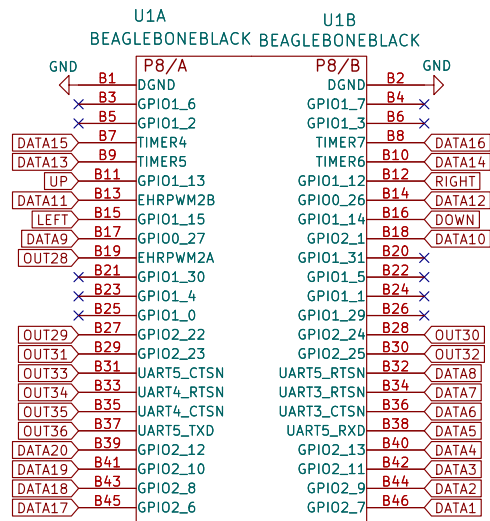 U1A U1B
BEAGLEBONEBLACK BEAGLEBONEBLACK
P8/A P8/B
GND B1 DGND DGND B2 GND
B3 GPIO1_6 GPIO1_7 B4
B5 GPIO1_2 GPIO1_3 B6
DATA15 B7 TIMER4 TIMER7 B8 DATA16
DATA13 B9 TIMER5 TIMER6 B10 DATA14
UP B11 GPIO1_13 GPIO1_12 B12 RIGHT
DATA11 B13 EHRPWM2B GPIO0_26 B14 DATA12
LEFT B15 GPIO1_15 GPIO1_14 B16 DOWN
DATA9 B17 GPIO0_27 GPIO2_1 B18 DATA10
OUT28 B19 EHRPWM2A GPIO1_31 B20
B21 GPIO1_30 GPIO1_5 B22
B23 GPIO1_4 GPIO1_1 B24
B25 GPIO1_0 GPIO1_29 B26
OUT29 B27 GPIO2_22 GPIO2_24 B28 OUT30
OUT31 B29 GPIO2_23 GPIO2_25 B30 OUT32
OUT33 B31 UART5_CTSN UART5_RTSN B32 DATA8
OUT34 B33 UART4_RTSN UART3_RTSN B34 DATA7
OUT35 B35 UART4_CTSN UART3_CTSN B36 DATA6
OUT36 B37 UART5_TXD UART5_RXD B38 DATA5
DATA20 B39 GPIO2_12 GPIO2_13 B40 DATA4
DATA19 B41 GPIO2_10 GPIO2_11 B42 DATA3
DATA18 B43 GPIO2_8 GPIO2_9 B44 DATA2
DATA17 B45 GPIO2_6 GPIO2_7 B46 DATA1